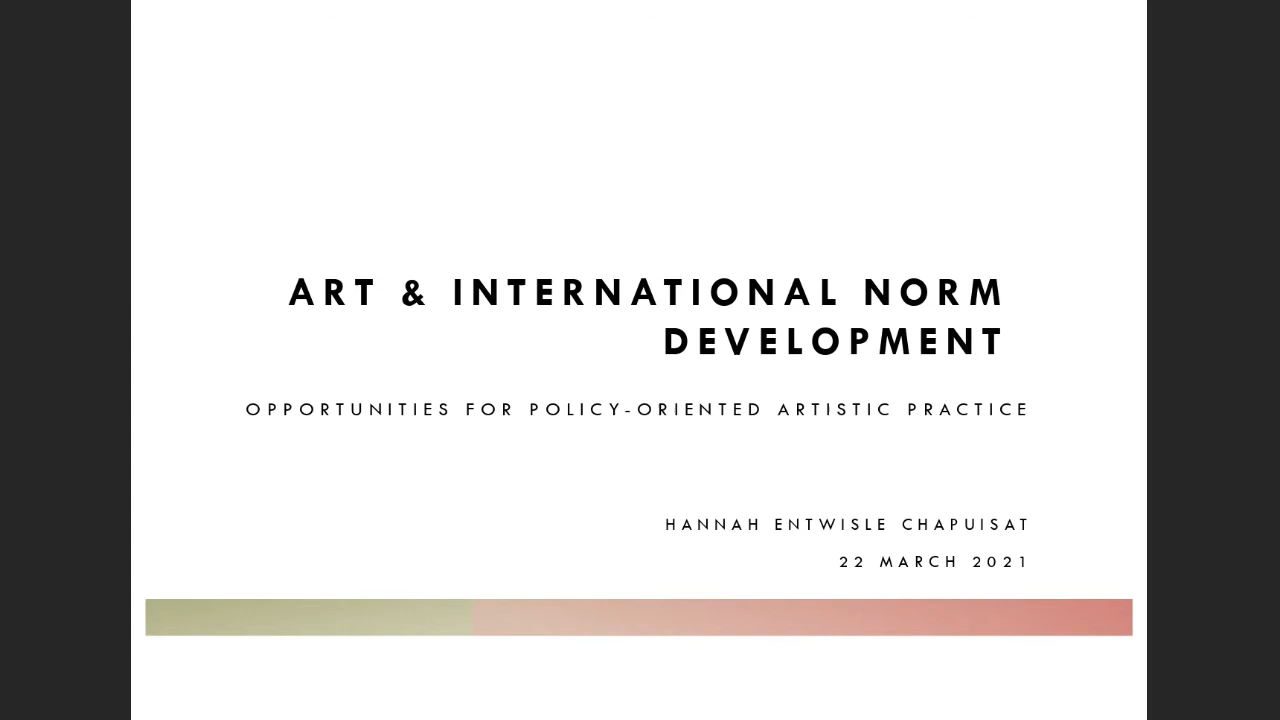 ART & INTERNATIONAL NORM
DEVELOPMENT
OPPORTUNITIES FOR POLICY-ORIENTED ARTISTIC PRACTICE
HANNAH ENTWISLE CHAPUISAT
22 MARCH 2021